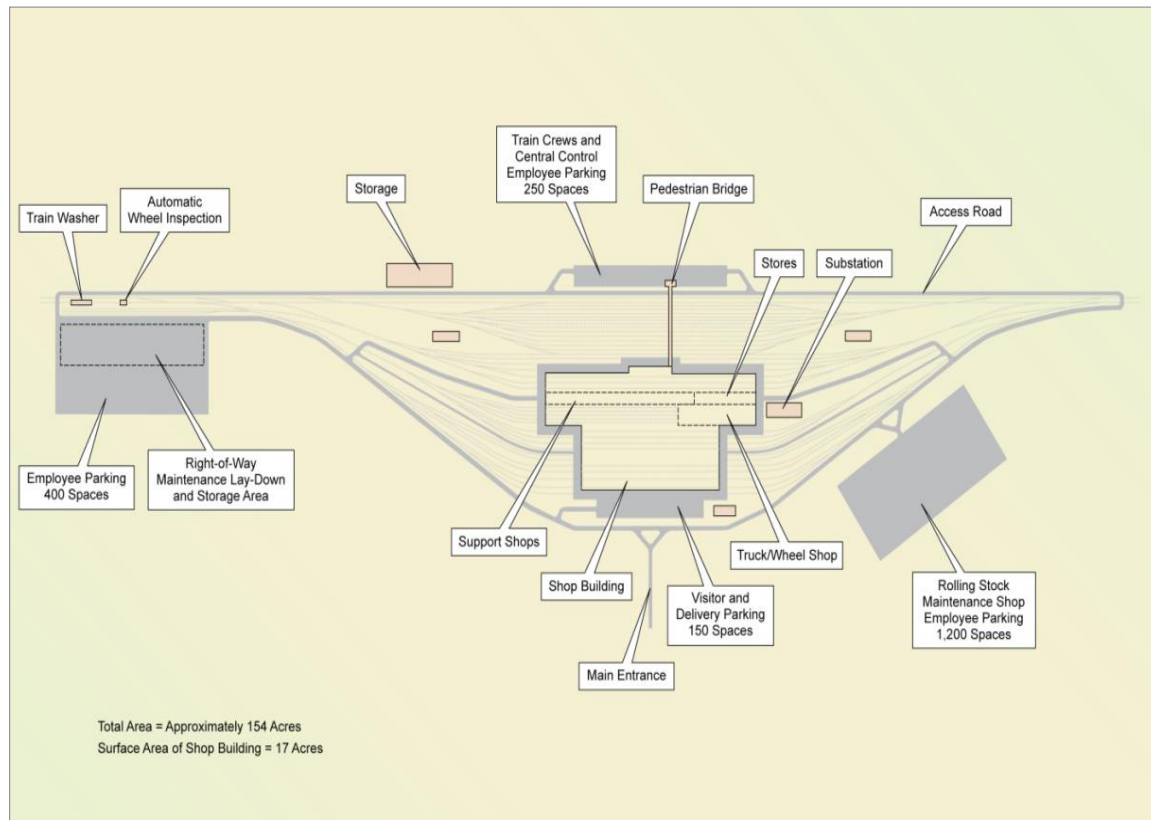 Train Crews and
Central Control
Employee Parking
250 Spaces
Storage
Pedestrian Bridge
Automatic
Wheel Inspection
Train Washer
Access Road
Stores
Substation
Employee Parking
400 Spaces
Right-of-Way
Maintenance Lay-Down
and Storage Area
Support Shops
Truck/Wheel Shop
Shop Building
Visitor and
Delivery Parking
150 Spaces
Rolling Stock
Maintenance Shop
Employee Parking
1,200 Spaces
Main Entrance
Total Area = Approximately 154 Acres
Surface Area of Shop Building = 17 Acres